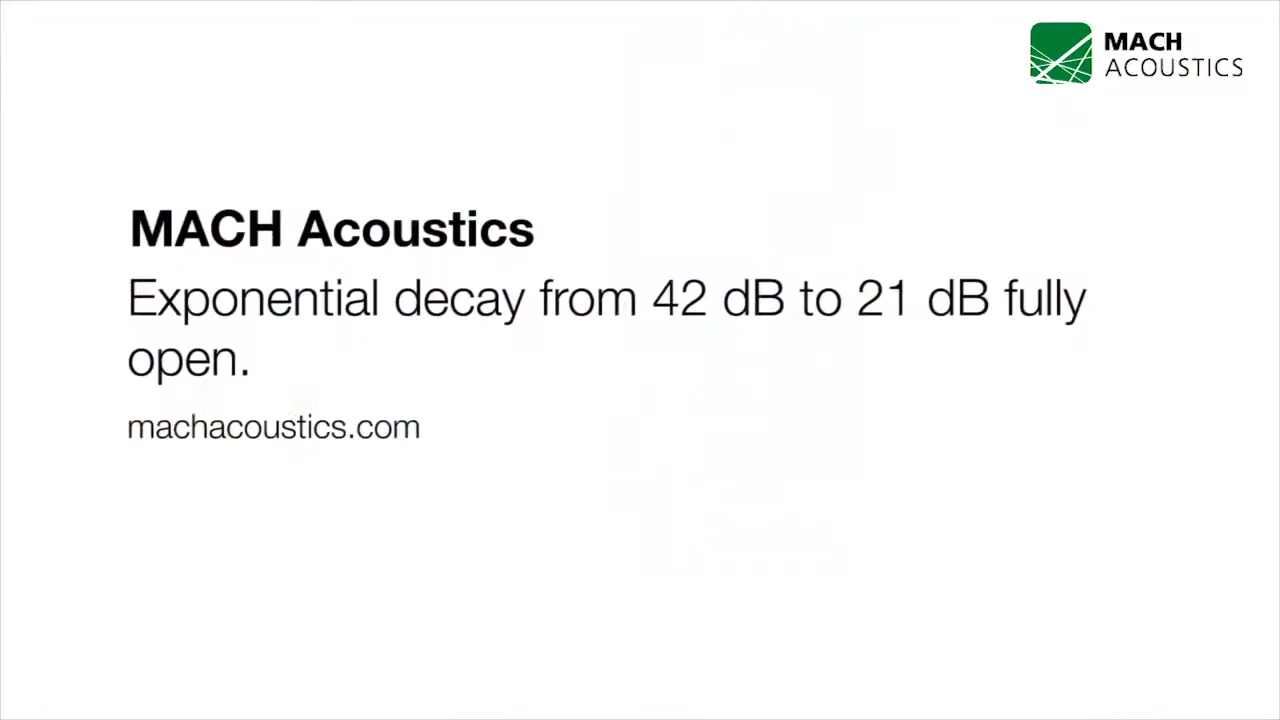 MACH
ACOUSTICS
MACH Acoustics
Exponential decay from 42 dB to 21 dB fully
open.
machacoustics.com